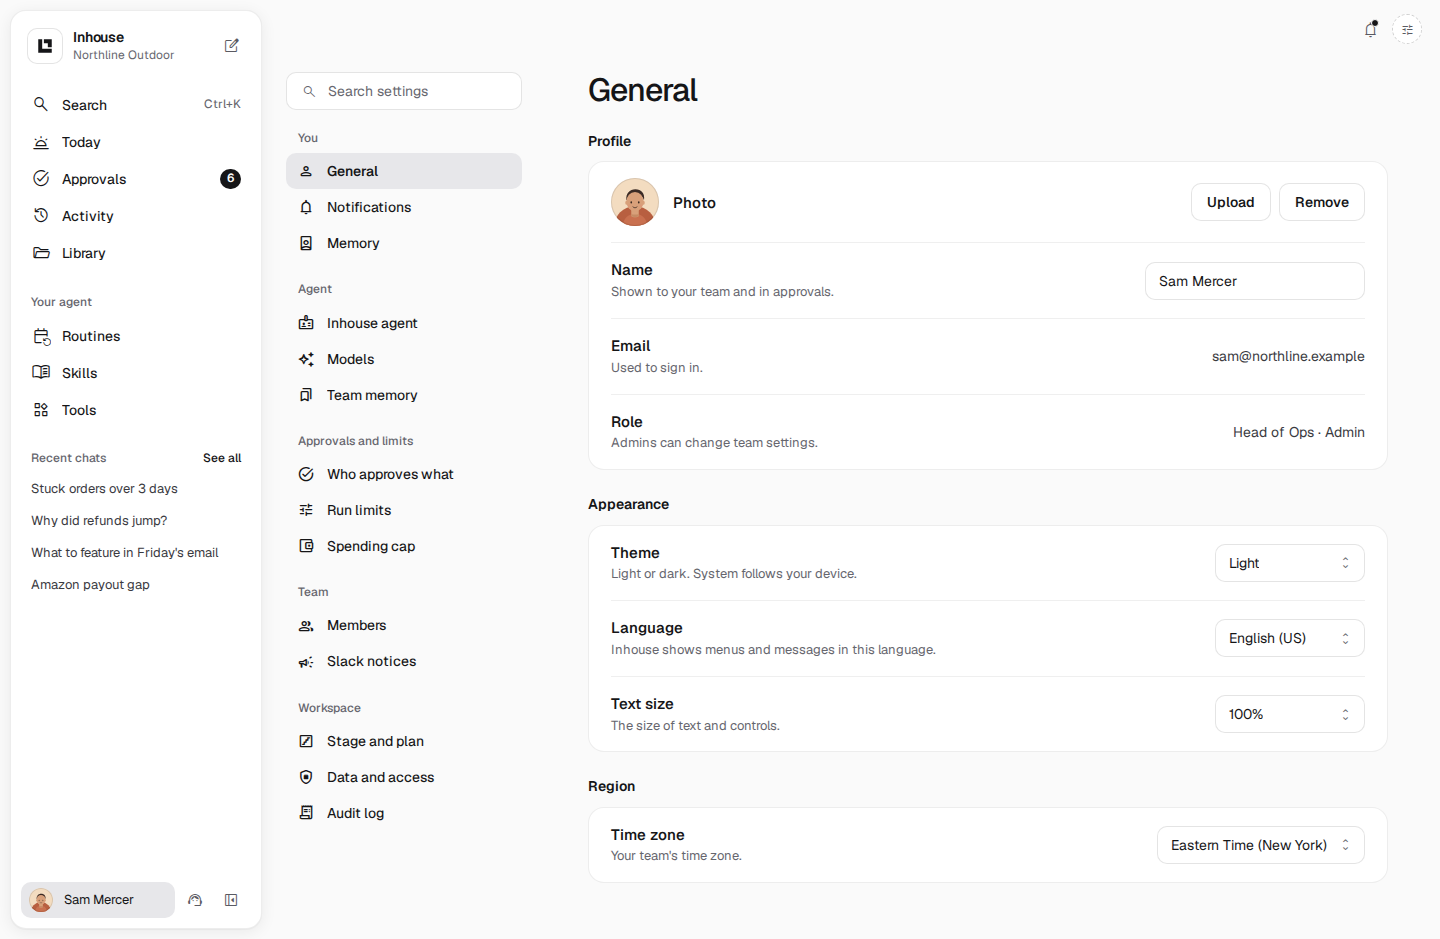 Inhouse
Northline Outdoor
Search
Ctrl+K
Today
Approvals
6
Activity
Library
Your agent
Routines
Skills
Tools
Recent chats
See all
Stuck orders over 3 days
Why did refunds jump?
What to feature in Friday's email
Amazon payout gap
Sam Mercer
Search settings
You
General
Notifications
Memory
Agent
Inhouse agent
Models
Team memory
Approvals and limits
Who approves what
Run limits
Spending cap
Team
Members
Slack notices
Workspace
Stage and plan
Data and access
Audit log
General
Profile
Photo
Upload
Remove
Name
Shown to your team and in approvals.
Sam Mercer
Email
Used to sign in.
sam@northline.example
Role
Admins can change team settings.
Head of Ops · Admin
Appearance
Theme
Light or dark. System follows your device.
Light
Language
Inhouse shows menus and messages in this language.
English (US)
Text size
The size of text and controls.
100%
Region
Time zone
Your team's time zone.
Eastern Time (New York)